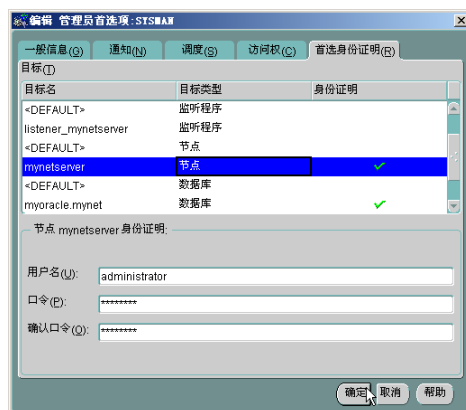 编辑 管理员首选项:SYSMAN
一般信息(G) 通知(N) 调度(S) 访问权(C) 首选身份证明(R)
目标(T)
目标名 目标类型 身份证明
<DEFAULT> 监听程序
listener_mynetserver 监听程序
<DEFAULT> 节点
mynetserver 节点
<DEFAULT> 数据库
myoracle.mynet 数据库
节点 mynetserver 身份证明:
用户名(U): administrator
口令(P): ********
确认口令(O): ********
确定 取消 帮助